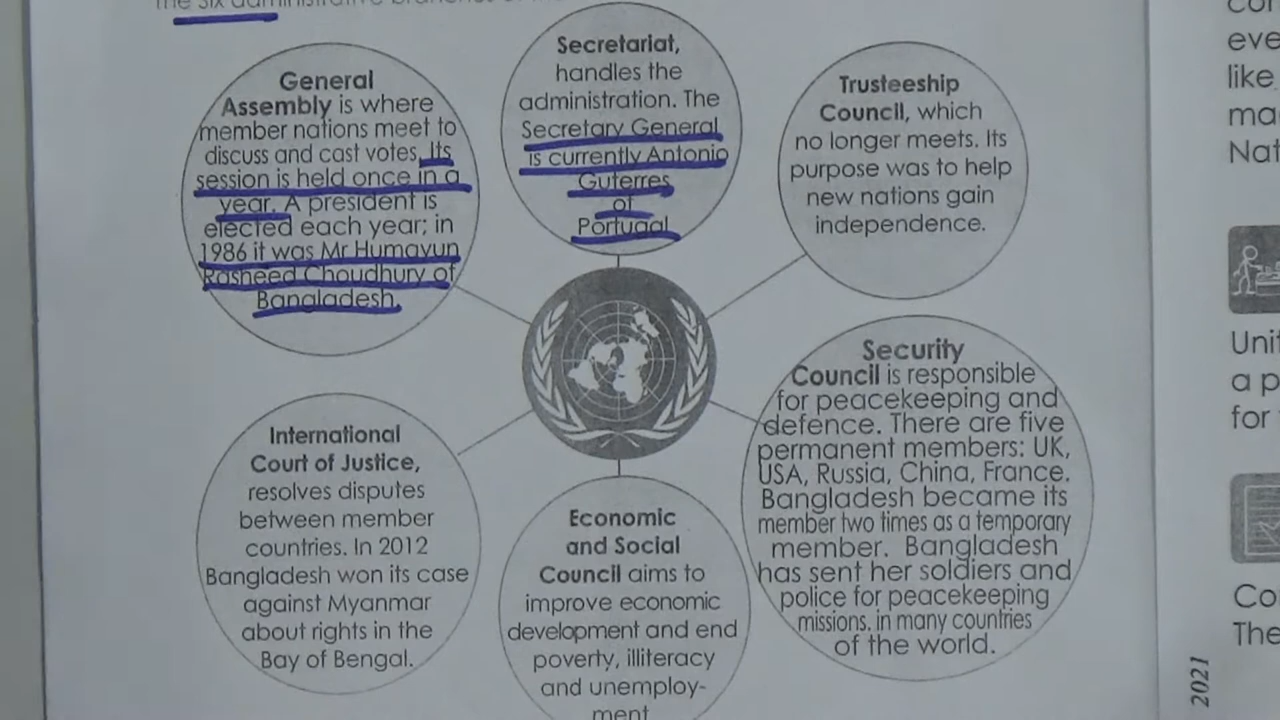 The six administrative branches of the
General
Assembly is where
member nations meet to
discuss and cast votes. Its
session is held once in a
year. A president is
elected each year; in
1986 it was Mr Humayun
Rasheed Choudhury of
Bangladesh.
Secretariat,
handles the
administration. The
Secretary General
is currently Antonio
Guterres
of
Portugal
Trusteeship
Council, which
no longer meets. Its
purpose was to help
new nations gain
independence.
International
Court of Justice,
resolves disputes
between member
countries. In 2012
Bangladesh won its case
against Myanmar
about rights in the
Bay of Bengal.
Economic
and Social
Council aims to
improve economic
development and end
poverty, illiteracy
and unemploy-
ment
Security
Council is responsible
for peacekeeping and
defence. There are five
permanent members: UK,
USA, Russia, China, France.
Bangladesh became its
member two times as a temporary
member. Bangladesh
has sent her soldiers and
police for peacekeeping
missions. in many countries
of the world.
eve
like
ma
Nat
Unit
a p
for
Co
The
2021